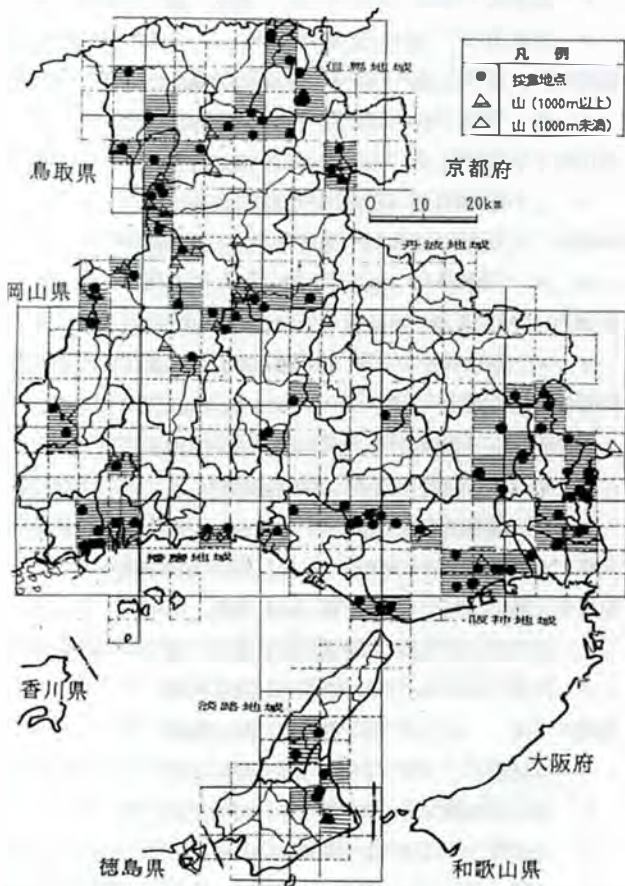 凡 例
採集地点
山（1000m以上）
山（1000m未満）
但馬地域
鳥取県
京都府
0 10 20km
丹波地域
岡山県
播磨地域
阪神地域
香川県
淡路地域
大阪府
徳島県
和歌山県